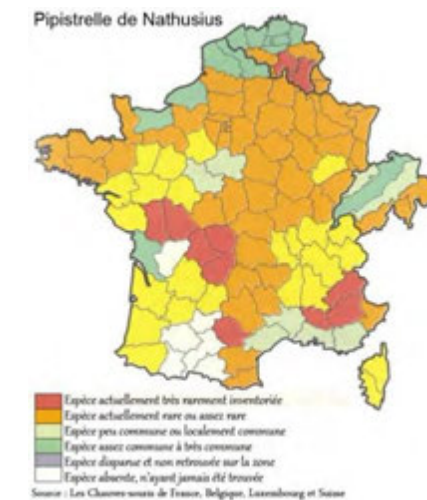 Pipistrelle de Nathusius
Espèce actuellement très rarement inventoriée
Espèce actuellement rare ou assez rare
Espèce peu commune ou localement commune
Espèce assez commune à très commune
Espèce disparue et non retrouvée sur la zone
Espèce absente, n'ayant jamais été trouvée
Source : Les Chauves-souris de France, Belgique, Luxembourg et Suisse